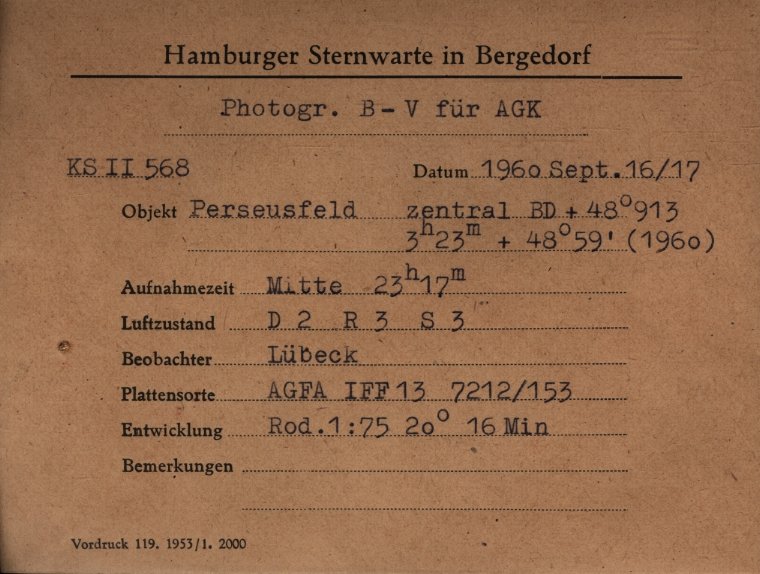 Hamburger Sternwarte in Bergedorf
Photogr. B-V für AGK
KS II 568 Datum 196o Sept. 16/17
Objekt Perseusfeld zentral BD + 48°913
3h23m + 48°59' (196o)
Aufnahmezeit Mitte 23h17m
Luftzustand D 2 R 3 S 3
Beobachter Lübeck
Plattensorte AGFA IFF 13 7212/153
Entwicklung Rod. 1:75 2o° 16 Min
Bemerkungen
Vordruck 119. 1953/1. 2000